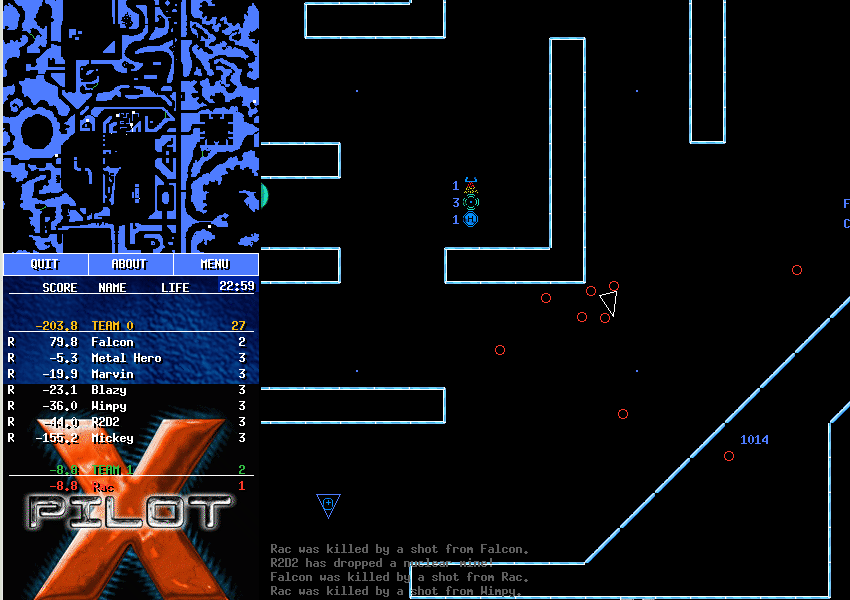 QUIT ABOUT MENU
SCORE NAME LIFE 22:59
-203.8 TEAM 0 27
R 79.8 Falcon 2
R -5.3 Metal Hero 3
R -19.9 Marvin 3
R -23.1 Blazy 3
R -36.0 Wimpy 3
R -44.0 R2D2 3
R -155.2 Mickey 3
-8.8 TEAM 1 2
-8.8 Rac 1
X
PILOT
1
3
1
F
C
1014
Rac was killed by a shot from Falcon.
R2D2 has dropped a nuclear mine!
Falcon was killed by a shot from Rac.
Rac was killed by a shot from Wimpy.